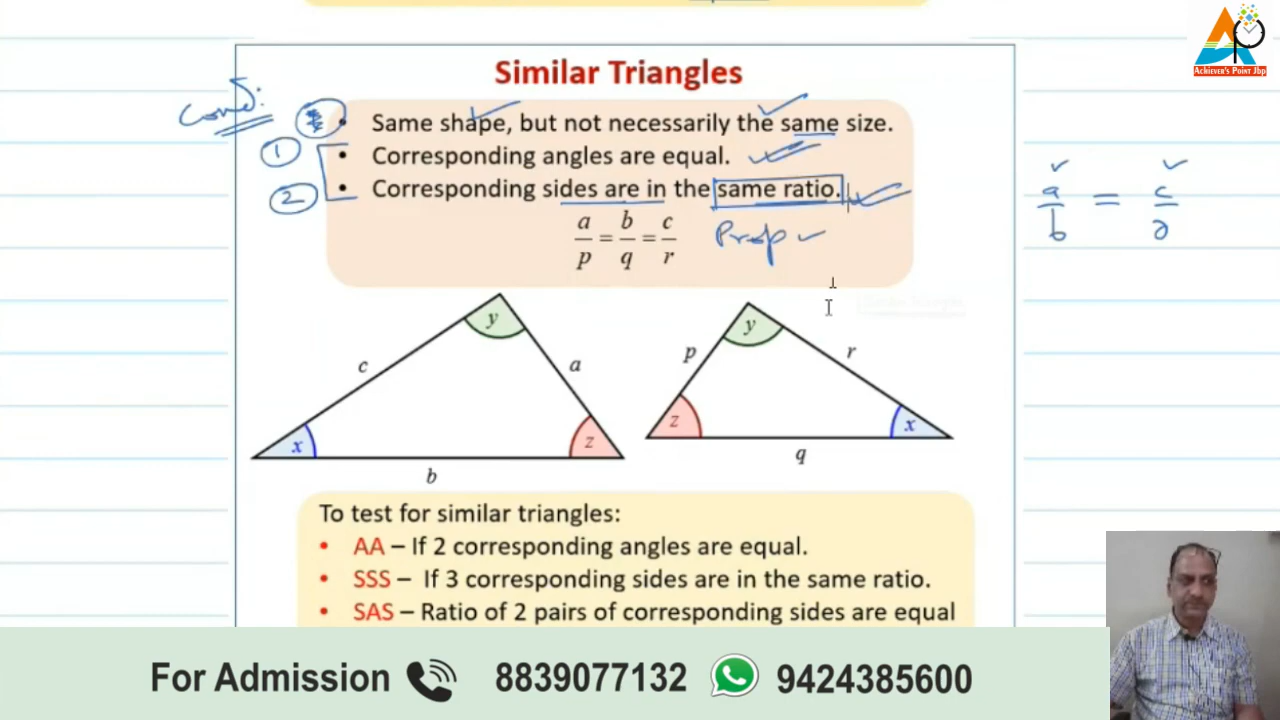 Achiever's Point Jbp
Similar Triangles
Cond:
• Same shape, but not necessarily the same size.
1 • Corresponding angles are equal.
2 • Corresponding sides are in the same ratio.
a/p = b/q = c/r
Prop
a/b = c/d
y
c
a
x
z
b
y
p
r
z
x
q
To test for similar triangles:
• AA – If 2 corresponding angles are equal.
• SSS – If 3 corresponding sides are in the same ratio.
• SAS – Ratio of 2 pairs of corresponding sides are equal
For Admission 8839077132 9424385600